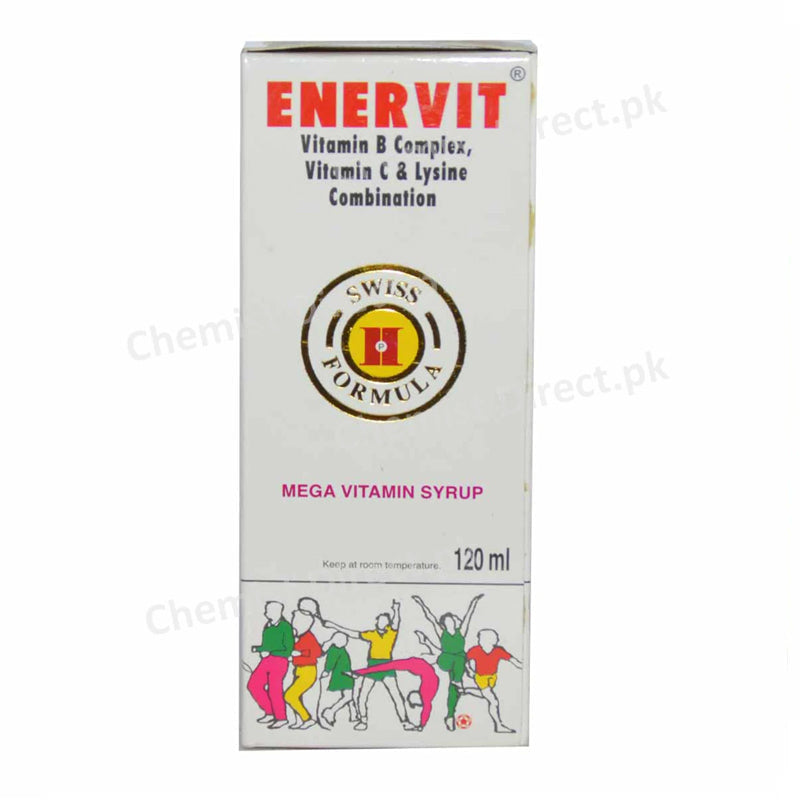 ENERVIT®
Vitamin B Complex,
Vitamin C & Lysine
Combination
SWISS
H
P
FORMULA
MEGA VITAMIN SYRUP
Keep at room temperature. 120 ml